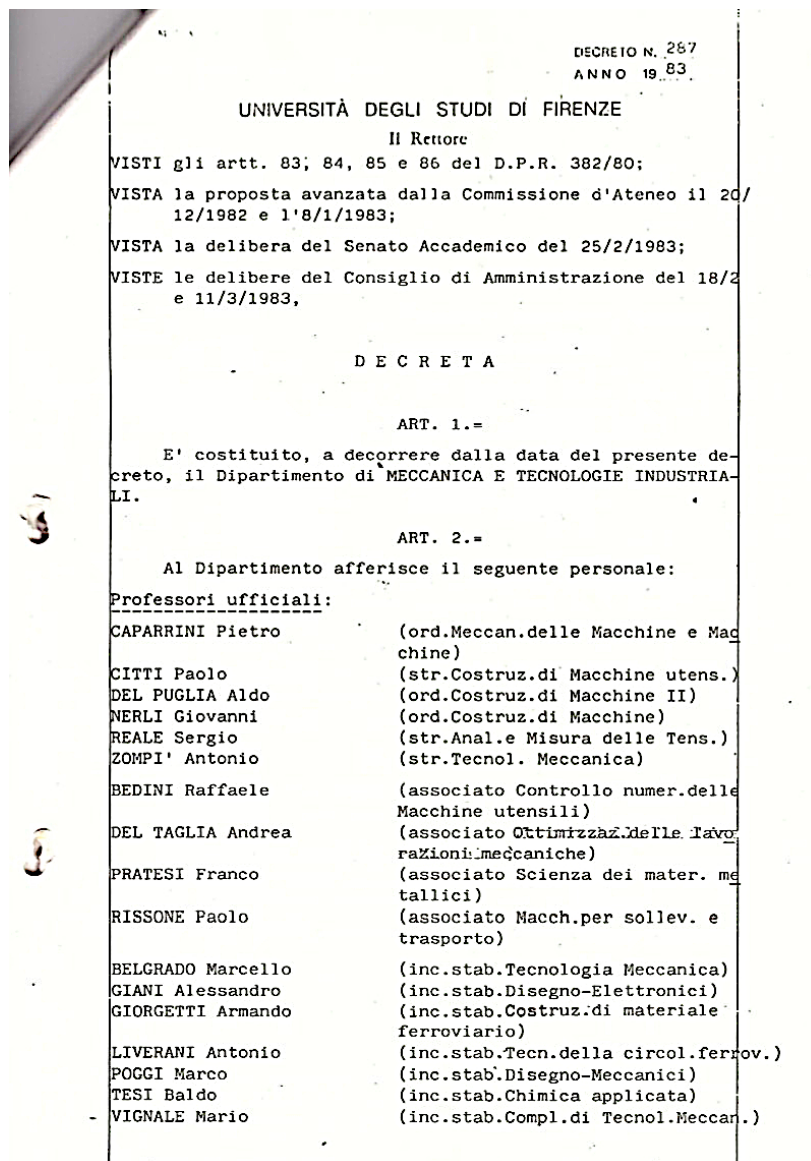 DECRETO N. 287
ANNO 19 83
UNIVERSITÀ DEGLI STUDI DI FIRENZE
Il Rettore
VISTI gli artt. 83, 84, 85 e 86 del D.P.R. 382/80;
VISTA la proposta avanzata dalla Commissione d'Ateneo il 20/
12/1982 e l'8/1/1983;
VISTA la delibera del Senato Accademico del 25/2/1983;
VISTE le delibere del Consiglio di Amministrazione del 18/2
e 11/3/1983,
D E C R E T A
ART. 1.=
E' costituito, a decorrere dalla data del presente de-
creto, il Dipartimento di MECCANICA E TECNOLOGIE INDUSTRIA-
LI.
ART. 2.=
Al Dipartimento afferisce il seguente personale:
Professori ufficiali:
CAPARRINI Pietro (ord.Meccan.delle Macchine e Mac
chine)
CITTI Paolo (str.Costruz.di Macchine utens.)
DEL PUGLIA Aldo (ord.Costruz.di Macchine II)
NERLI Giovanni (ord.Costruz.di Macchine)
REALE Sergio (str.Anal.e Misura delle Tens.)
ZOMPI' Antonio (str.Tecnol. Meccanica)
BEDINI Raffaele (associato Controllo numer.delle
Macchine utensili)
DEL TAGLIA Andrea (associato Ottimizzaz.delle lavo
razioni meccaniche)
PRATESI Franco (associato Scienza dei mater. me
tallici)
RISSONE Paolo (associato Macch.per sollev. e
trasporto)
BELGRADO Marcello (inc.stab.Tecnologia Meccanica)
GIANI Alessandro (inc.stab.Disegno-Elettronici)
GIORGETTI Armando (inc.stab.Costruz.di materiale
ferroviario)
LIVERANI Antonio (inc.stab.Tecn.della circol.ferrov.)
POGGI Marco (inc.stab.Disegno-Meccanici)
TESI Baldo (inc.stab.Chimica applicata)
VIGNALE Mario (inc.stab.Compl.di Tecnol.Meccan.)